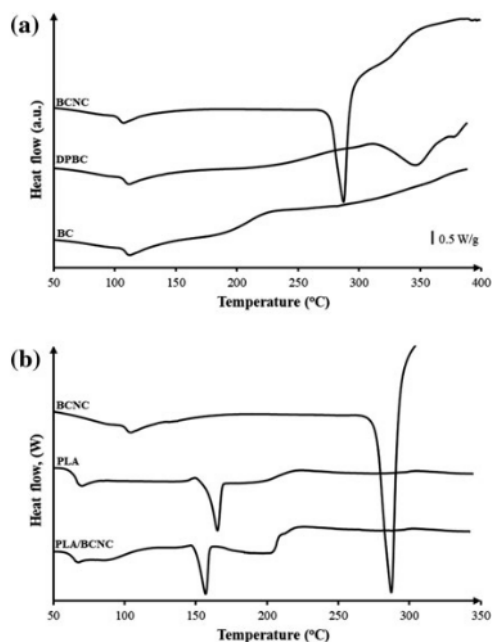 (a)
Heat flow (a.u.)
BCNC
DPBC
BC
0.5 W/g
50 100 150 200 250 300 350 400
Temperature (°C)
(b)
Heat flow, (W)
BCNC
PLA
PLA/BCNC
50 100 150 200 250 300 350
Temperature (°C)